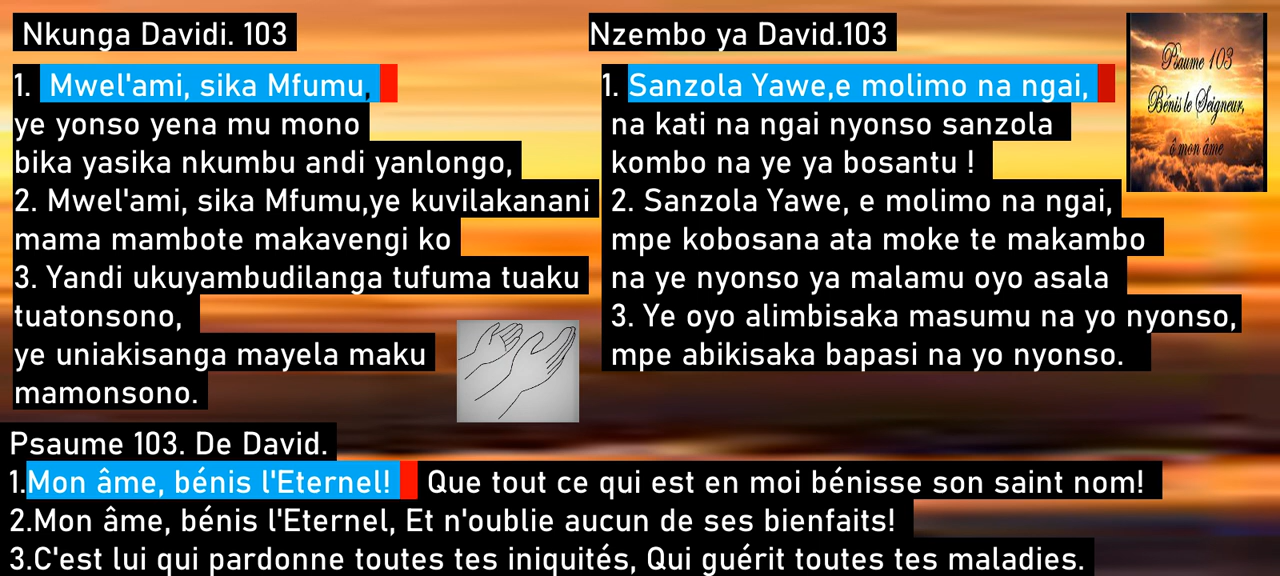 Nkunga Davidi. 103
1. Mwel'ami, sika Mfumu,
ye yonso yena mu mono
bika yasika nkumbu andi yanlongo,
2. Mwel'ami, sika Mfumu,ye kuvilakanani
mama mambote makavengi ko
3. Yandi ukuyambudilanga tufuma tuaku
tuatonsono,
ye uniakisanga mayela maku
mamonsono.
Nzembo ya David.103
1. Sanzola Yawe,e molimo na ngai,
na kati na ngai nyonso sanzola
kombo na ye ya bosantu !
2. Sanzola Yawe, e molimo na ngai,
mpe kobosana ata moke te makambo
na ye nyonso ya malamu oyo asala
3. Ye oyo alimbisaka masumu na yo nyonso,
mpe abikisaka bapasi na yo nyonso.
Psaume 103
Bénis le Seigneur,
ô mon âme
Psaume 103. De David.
1.Mon âme, bénis l'Eternel! Que tout ce qui est en moi bénisse son saint nom!
2.Mon âme, bénis l'Eternel, Et n'oublie aucun de ses bienfaits!
3.C'est lui qui pardonne toutes tes iniquités, Qui guérit toutes tes maladies.